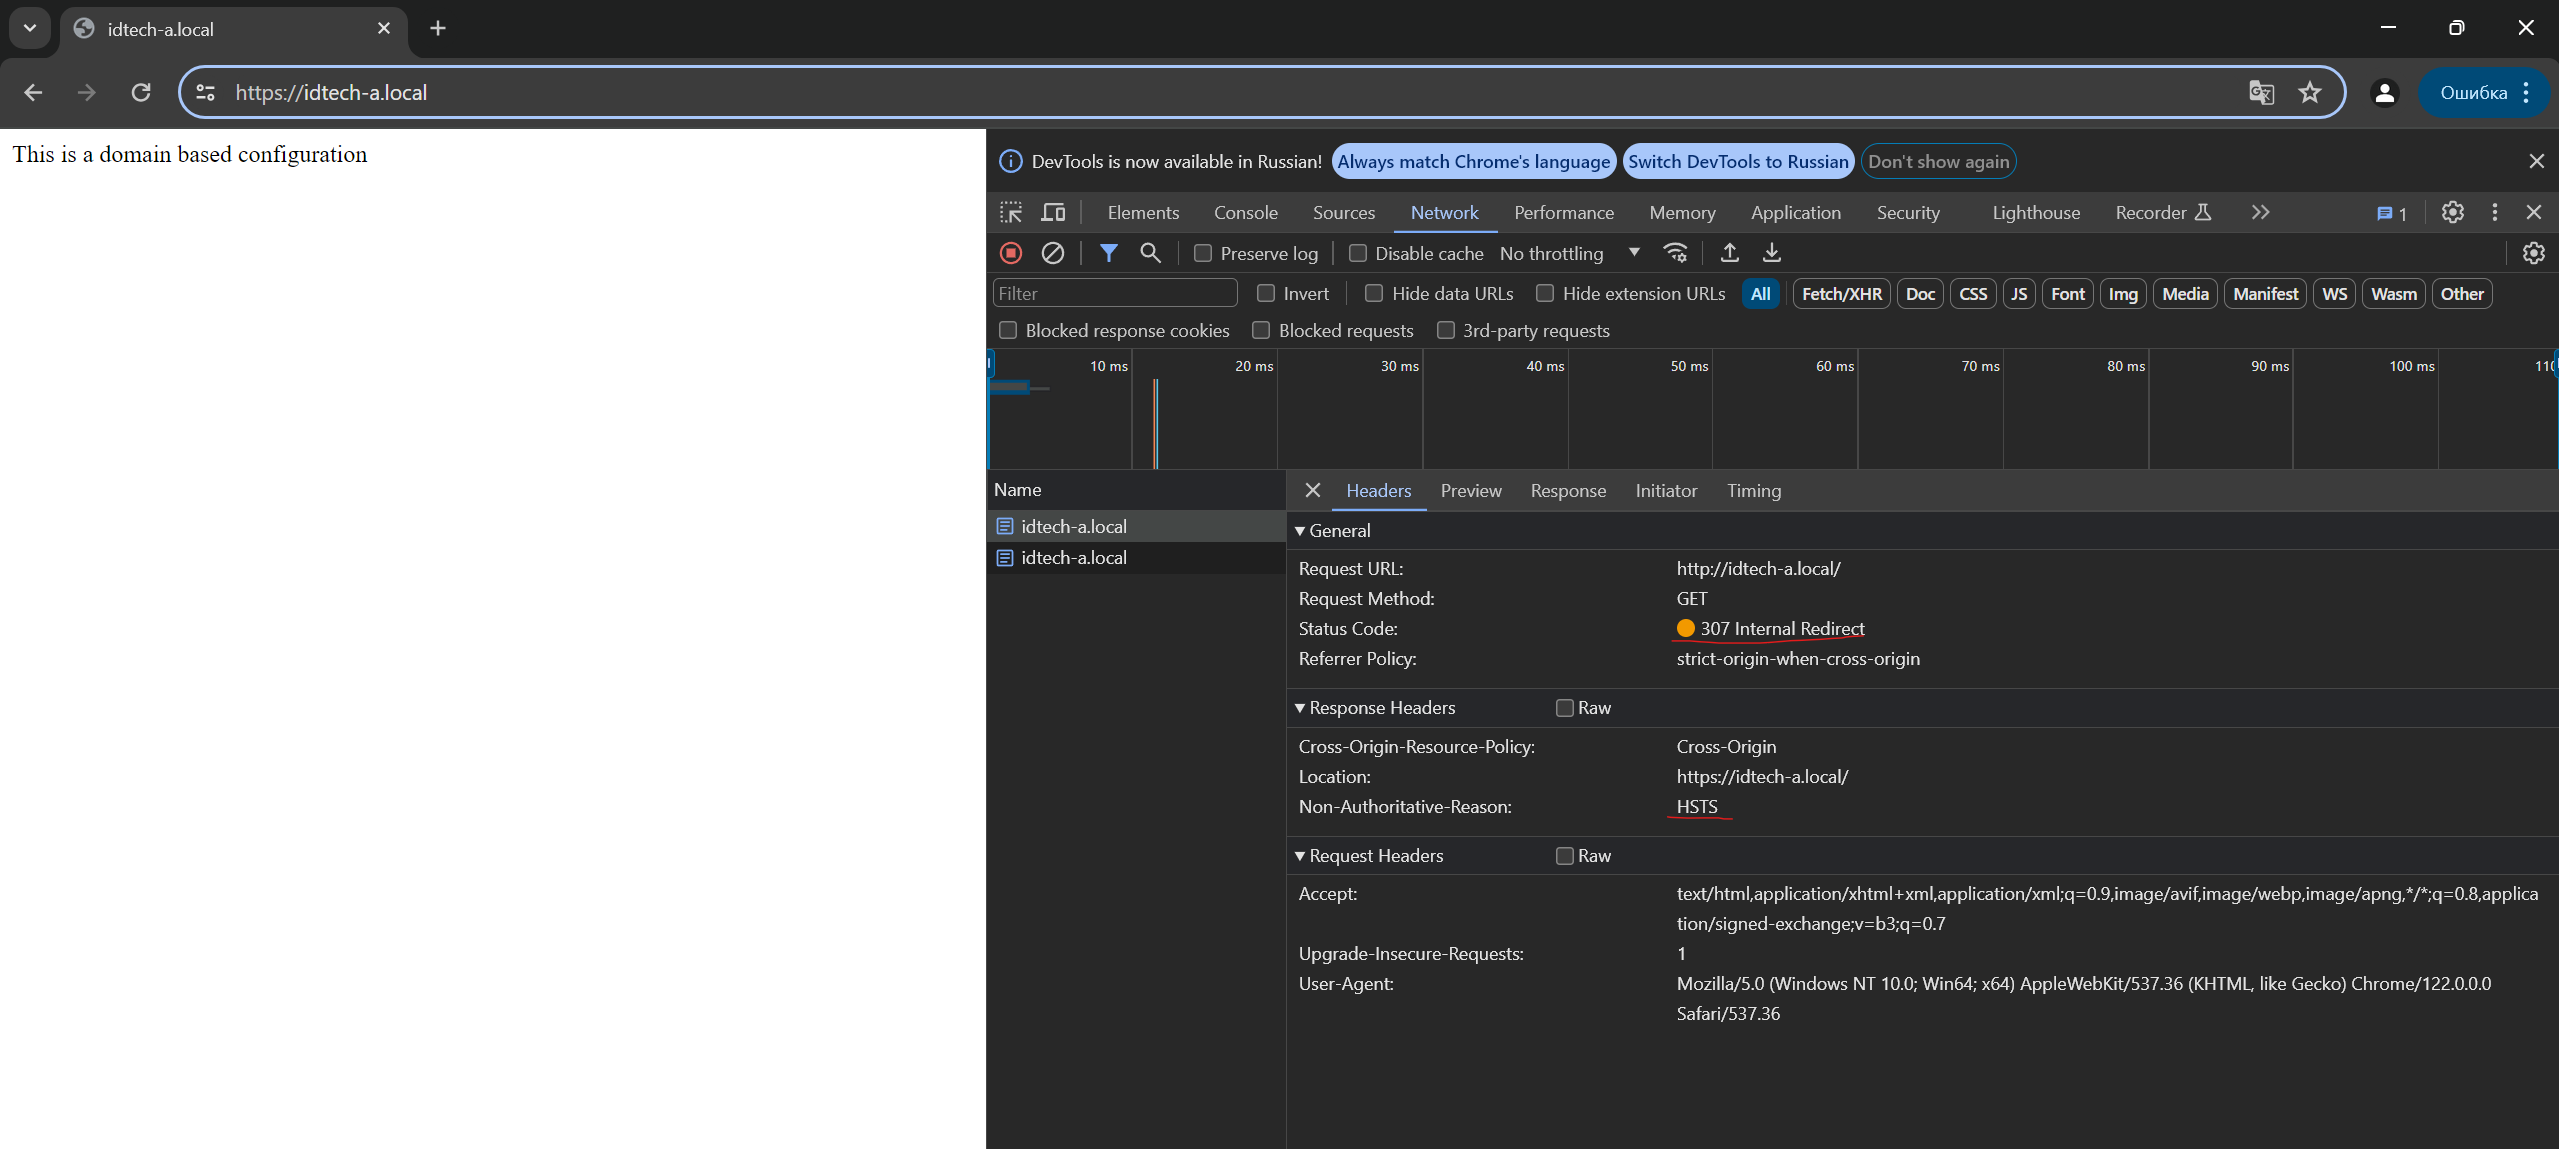 idtech-a.local
https://idtech-a.local
Ошибка
This is a domain based configuration
DevTools is now available in Russian! Always match Chrome's language Switch DevTools to Russian Don't show again
Elements Console Sources Network Performance Memory Application Security Lighthouse Recorder 1
Preserve log Disable cache No throttling
Filter Invert Hide data URLs Hide extension URLs All Fetch/XHR Doc CSS JS Font Img Media Manifest WS Wasm Other
Blocked response cookies Blocked requests 3rd-party requests
10 ms 20 ms 30 ms 40 ms 50 ms 60 ms 70 ms 80 ms 90 ms 100 ms 110
Name
idtech-a.local
idtech-a.local
Headers Preview Response Initiator Timing
General
Request URL: http://idtech-a.local/
Request Method: GET
Status Code: 307 Internal Redirect
Referrer Policy: strict-origin-when-cross-origin
Response Headers Raw
Cross-Origin-Resource-Policy: Cross-Origin
Location: https://idtech-a.local/
Non-Authoritative-Reason: HSTS
Request Headers Raw
Accept: text/html,application/xhtml+xml,application/xml;q=0.9,image/avif,image/webp,image/apng,*/*;q=0.8,applica
tion/signed-exchange;v=b3;q=0.7
Upgrade-Insecure-Requests: 1
User-Agent: Mozilla/5.0 (Windows NT 10.0; Win64; x64) AppleWebKit/537.36 (KHTML, like Gecko) Chrome/122.0.0.0
Safari/537.36